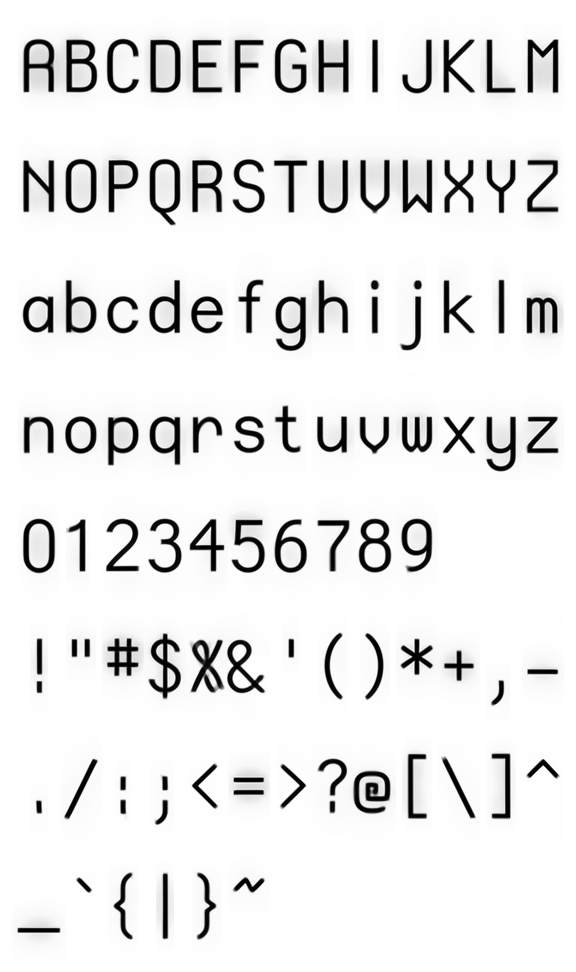 ABCDEFGHIJKLM
NOPQRSTUVWXYZ
abcdefghijklm
nopqrstuvwxyz
0123456789
!"#$%&'()*+,-
./:;<=>?@[\]^
_`{|}~